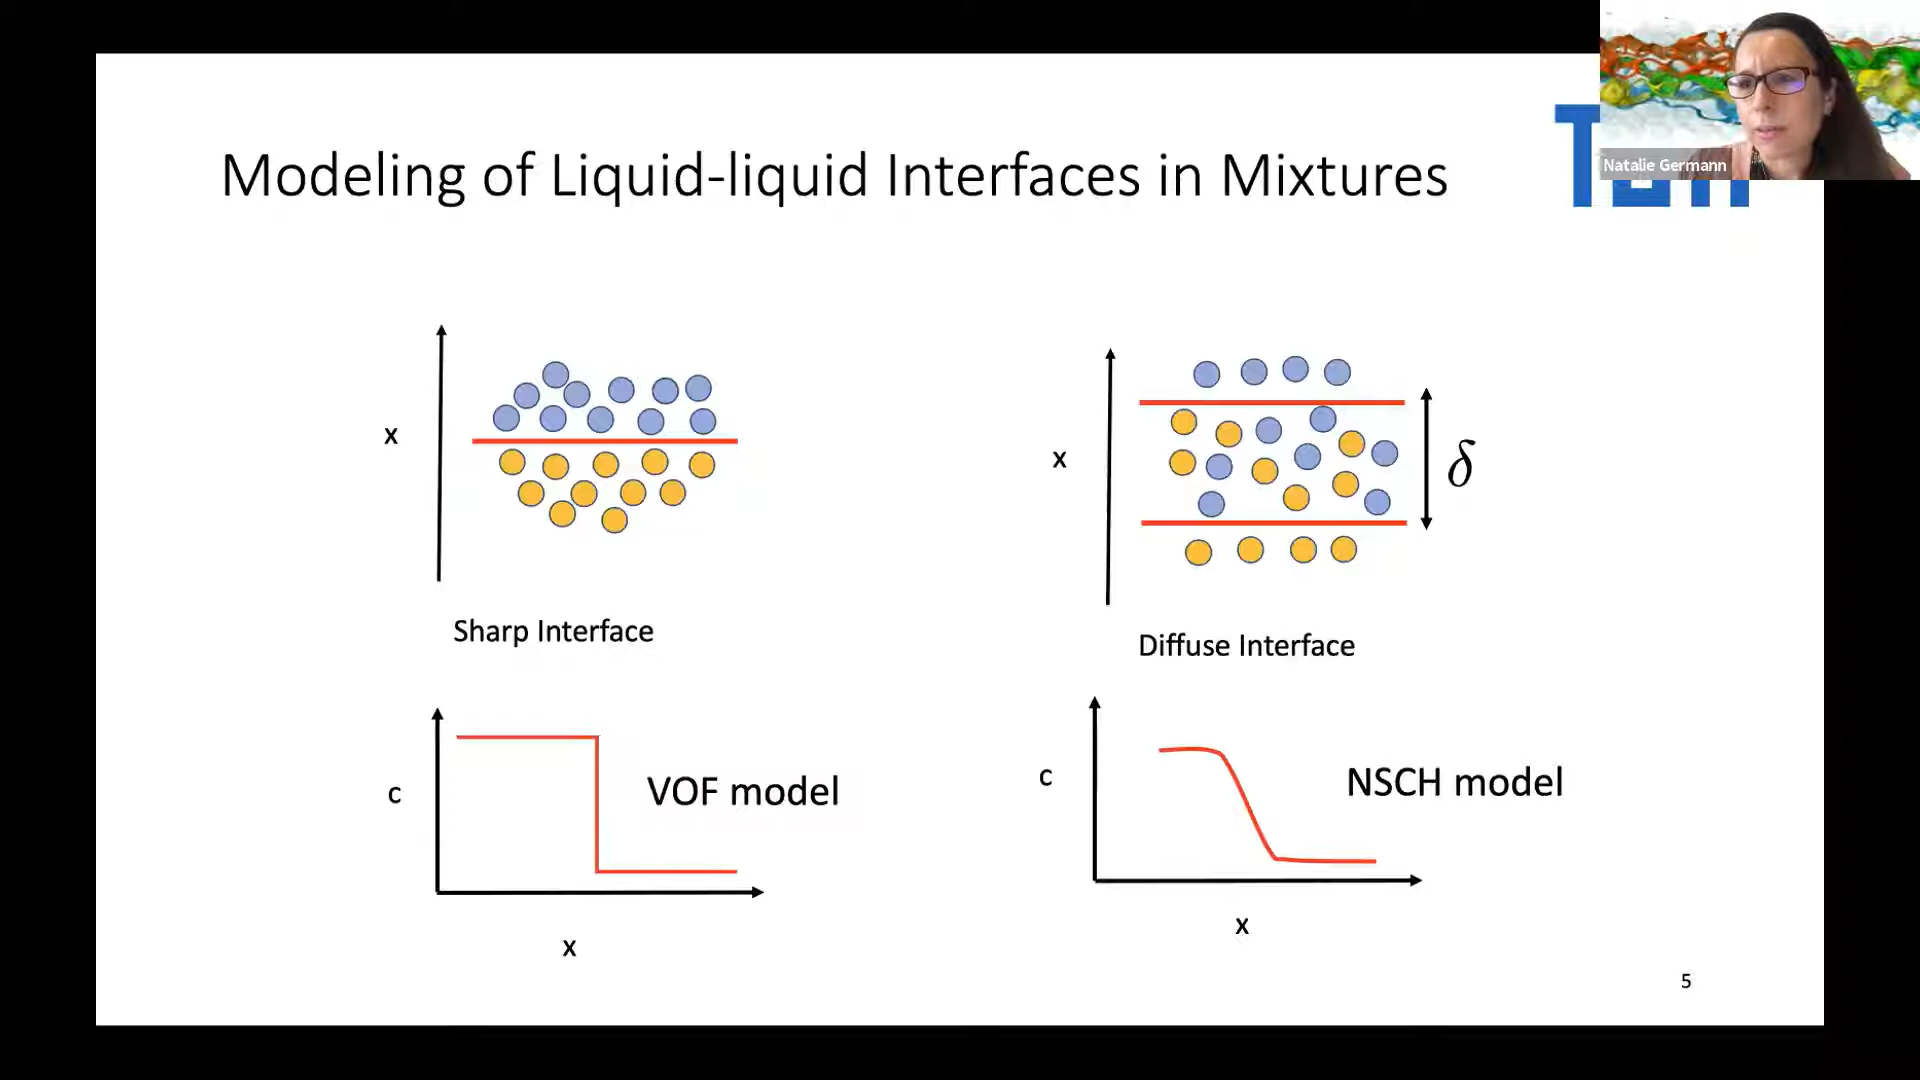 Natalie Germann
Modeling of Liquid-liquid Interfaces in Mixtures
x
x
δ
Sharp Interface
Diffuse Interface
c
VOF model
x
c
NSCH model
x
5